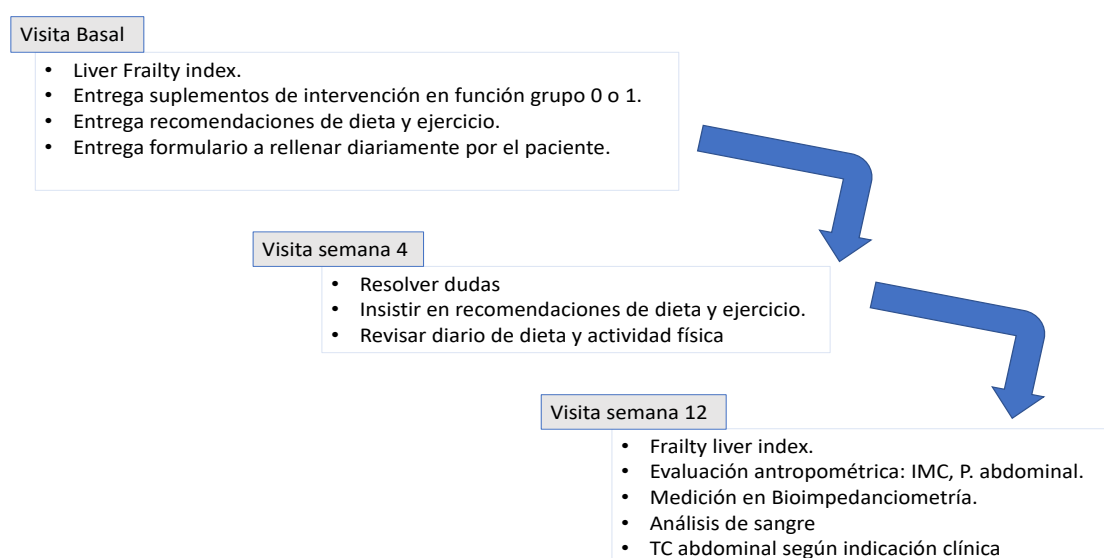 Visita Basal
• Liver Frailty index.
• Entrega suplementos de intervención en función grupo 0 o 1.
• Entrega recomendaciones de dieta y ejercicio.
• Entrega formulario a rellenar diariamente por el paciente.
Visita semana 4
• Resolver dudas
• Insistir en recomendaciones de dieta y ejercicio.
• Revisar diario de dieta y actividad física
Visita semana 12
• Frailty liver index.
• Evaluación antropométrica: IMC, P. abdominal.
• Medición en Bioimpedanciometría.
• Análisis de sangre
• TC abdominal según indicación clínica